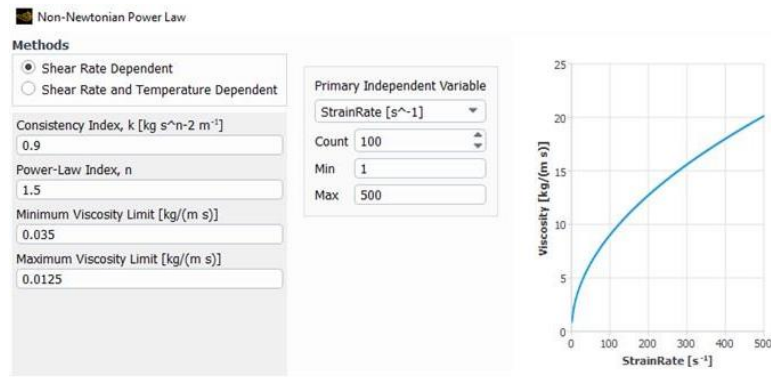 Non-Newtonian Power Law
Methods
Shear Rate Dependent
Shear Rate and Temperature Dependent
Consistency Index, k [kg s^n-2 m⁻¹]
0.9
Power-Law Index, n
1.5
Minimum Viscosity Limit [kg/(m s)]
0.035
Maximum Viscosity Limit [kg/(m s)]
0.0125
Primary Independent Variable
StrainRate [s^-1]
Count 100
Min 1
Max 500
Viscosity [kg/(m s)]
25
20
15
10
5
0
0 100 200 300 400 500
StrainRate [s⁻¹]